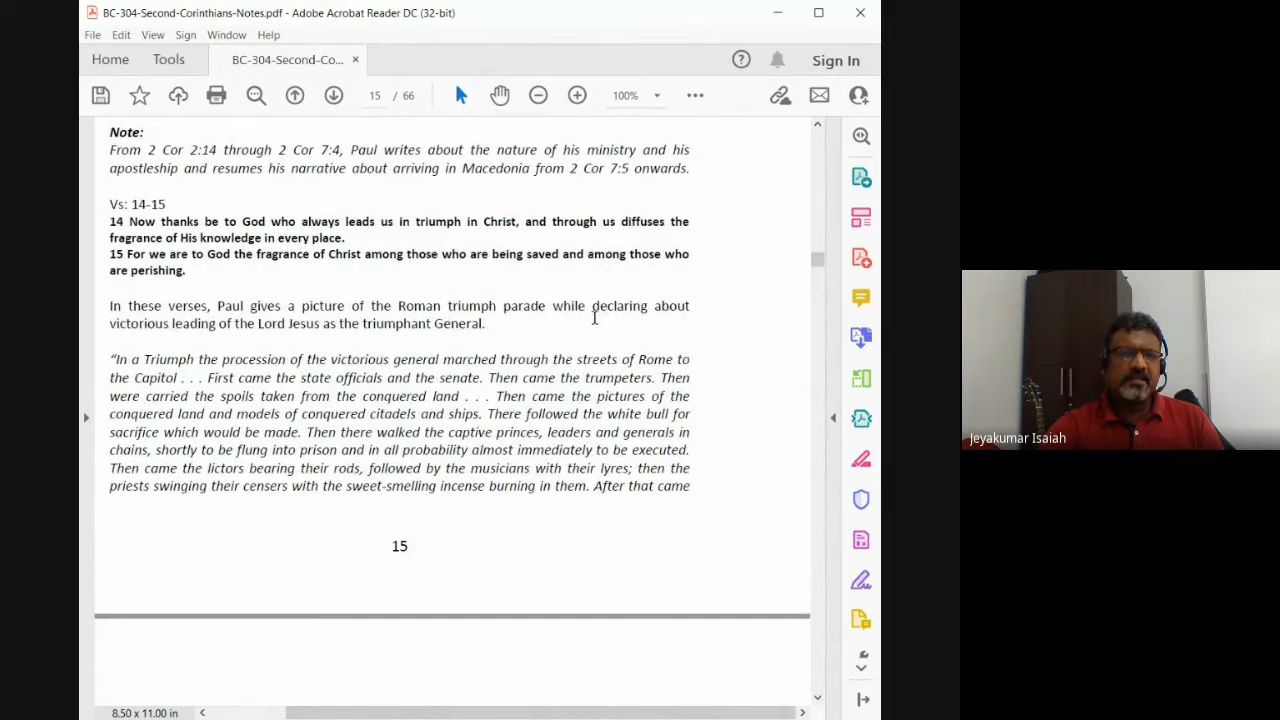 BC-304-Second-Corinthians-Notes.pdf - Adobe Acrobat Reader DC (32-bit)
File Edit View Sign Window Help
Home Tools BC-304-Second-Co... × Sign In
15 / 66 100%
Note:
From 2 Cor 2:14 through 2 Cor 7:4, Paul writes about the nature of his ministry and his
apostleship and resumes his narrative about arriving in Macedonia from 2 Cor 7:5 onwards.
Vs: 14-15
14 Now thanks be to God who always leads us in triumph in Christ, and through us diffuses the
fragrance of His knowledge in every place.
15 For we are to God the fragrance of Christ among those who are being saved and among those who
are perishing.
In these verses, Paul gives a picture of the Roman triumph parade while declaring about
victorious leading of the Lord Jesus as the triumphant General.
“In a Triumph the procession of the victorious general marched through the streets of Rome to
the Capitol . . . First came the state officials and the senate. Then came the trumpeters. Then
were carried the spoils taken from the conquered land . . . Then came the pictures of the
conquered land and models of conquered citadels and ships. There followed the white bull for
sacrifice which would be made. Then there walked the captive princes, leaders and generals in
chains, shortly to be flung into prison and in all probability almost immediately to be executed.
Then came the lictors bearing their rods, followed by the musicians with their lyres; then the
priests swinging their censers with the sweet-smelling incense burning in them. After that came
15
8.50 x 11.00 in
Jeyakumar Isaiah